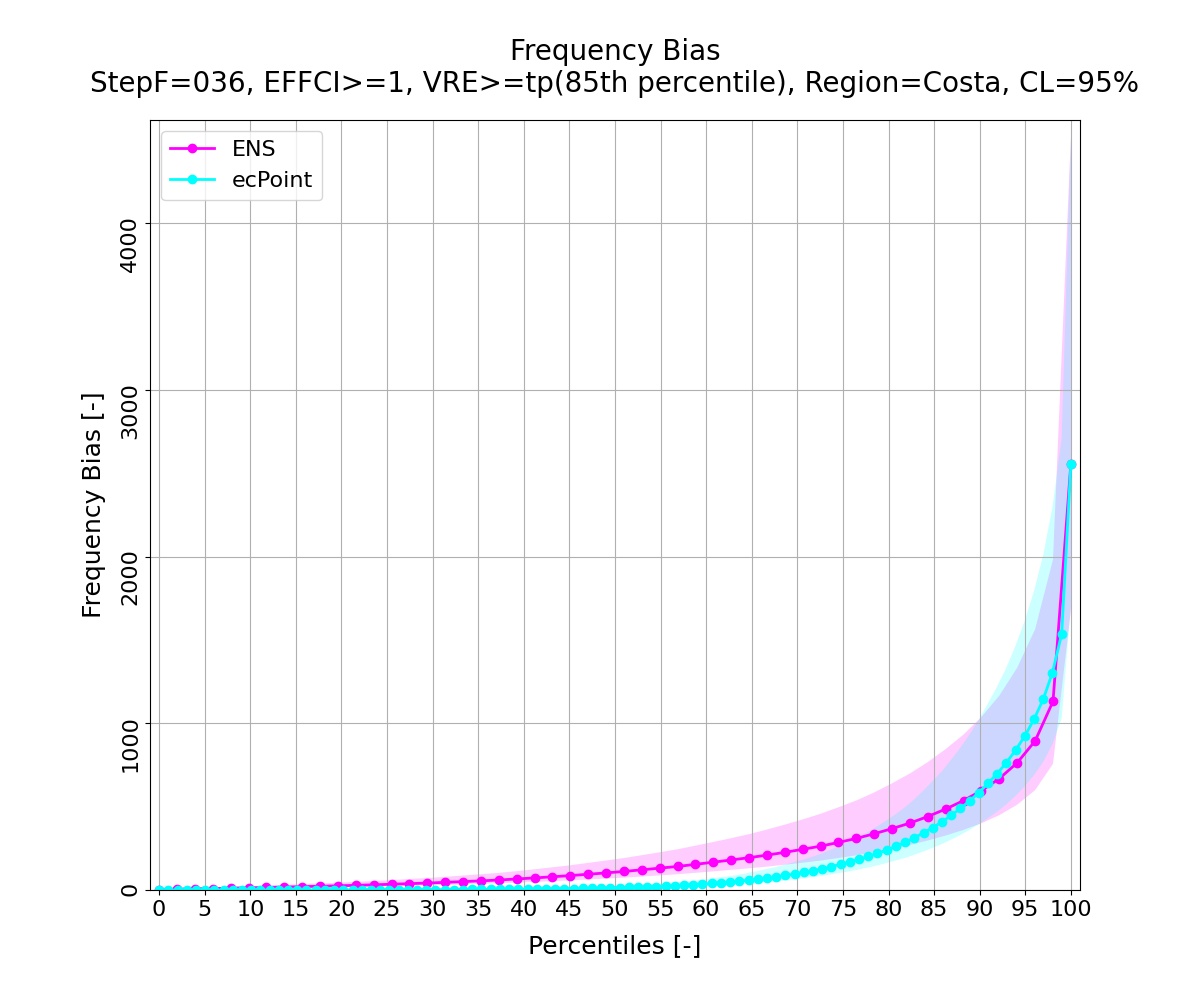 Frequency Bias
StepF=036, EFFCI>=1, VRE>=tp(85th percentile), Region=Costa, CL=95%
ENS
ecPoint
Frequency Bias [-]
4000
3000
2000
1000
0
0 5 10 15 20 25 30 35 40 45 50 55 60 65 70 75 80 85 90 95 100
Percentiles [-]